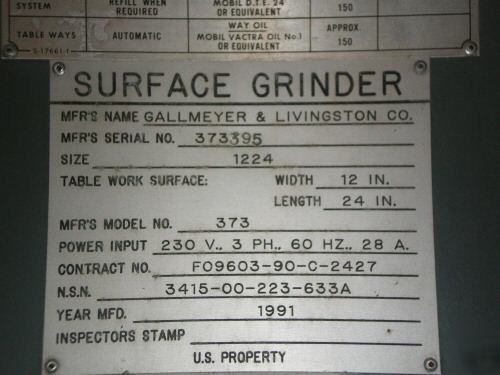 SYSTEM REFILL WHEN REQUIRED MOBIL D.T.E. 24 OR EQUIVALENT 150
TABLE WAYS AUTOMATIC WAY OIL MOBIL VACTRA OIL No.1 OR EQUIVALENT APPROX. 150
S-17661-1
SURFACE GRINDER
MFR'S NAME GALLMEYER & LIVINGSTON CO.
MFR'S SERIAL NO. 373395
SIZE 1224
TABLE WORK SURFACE: WIDTH 12 IN.
LENGTH 24 IN.
MFR'S MODEL NO. 373
POWER INPUT 230 V., 3 PH., 60 HZ., 28 A.
CONTRACT NO. F09603-90-C-2427
N.S.N. 3415-00-223-633A
YEAR MFD. 1991
INSPECTORS STAMP
U.S. PROPERTY